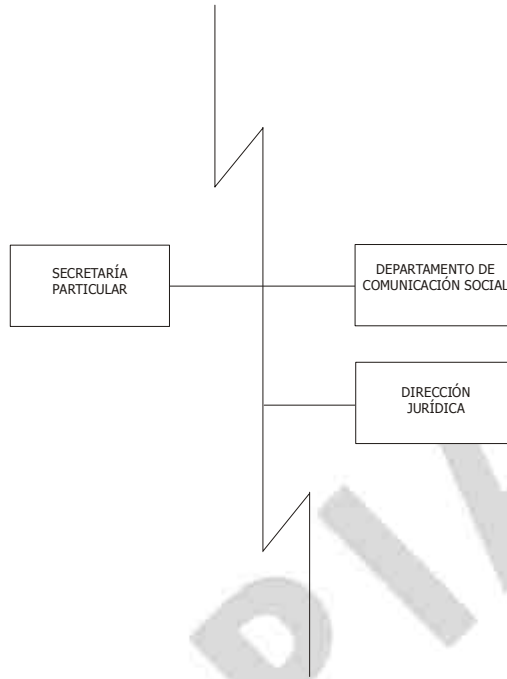 SECRETARÍA
PARTICULAR
DEPARTAMENTO DE
COMUNICACIÓN SOCIAL
DIRECCIÓN
JURÍDICA